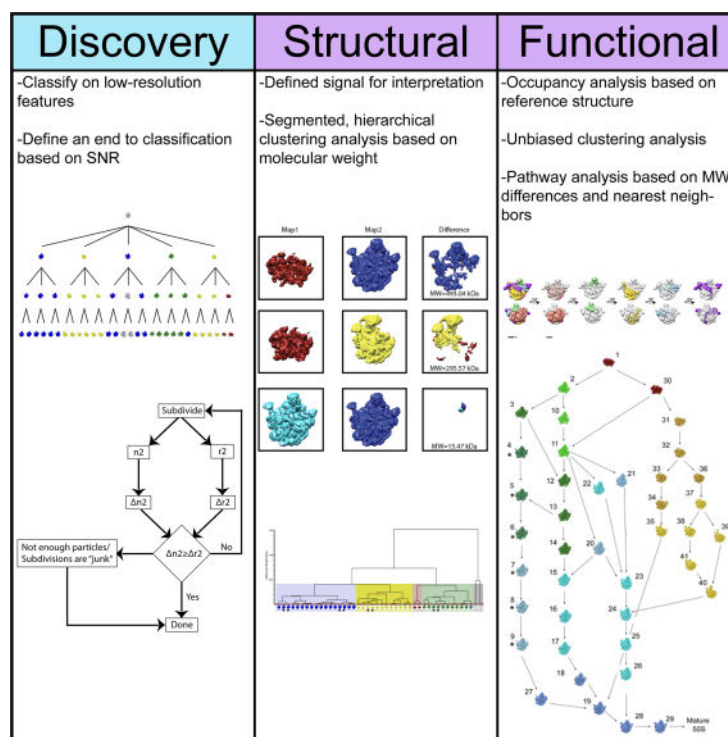 Discovery
-Classify on low-resolution
features
-Define an end to classification
based on SNR
Subdivide
n2
r2
Δn2
Δr2
Δn2≥Δr2
No
Not enough particles/
Subdivisions are "junk"
Yes
Done
Structural
-Defined signal for interpretation
-Segmented, hierarchical
clustering analysis based on
molecular weight
Map1
Map2
Difference
MW=493.04 kDa
MW=295.57 kDa
MW=15.47 kDa
Functional
-Occupancy analysis based on
reference structure
-Unbiased clustering analysis
-Pathway analysis based on MW
differences and nearest neigh-
bors
1
2
30
3
10
31
4
*
11
32
5
*
12
22
21
33
36
6
*
13
34
37
7
*
14
20
35
38
39
8
*
15
23
41
40
9
*
16
24
17
25
18
26
27
19
28
29
Mature
50S